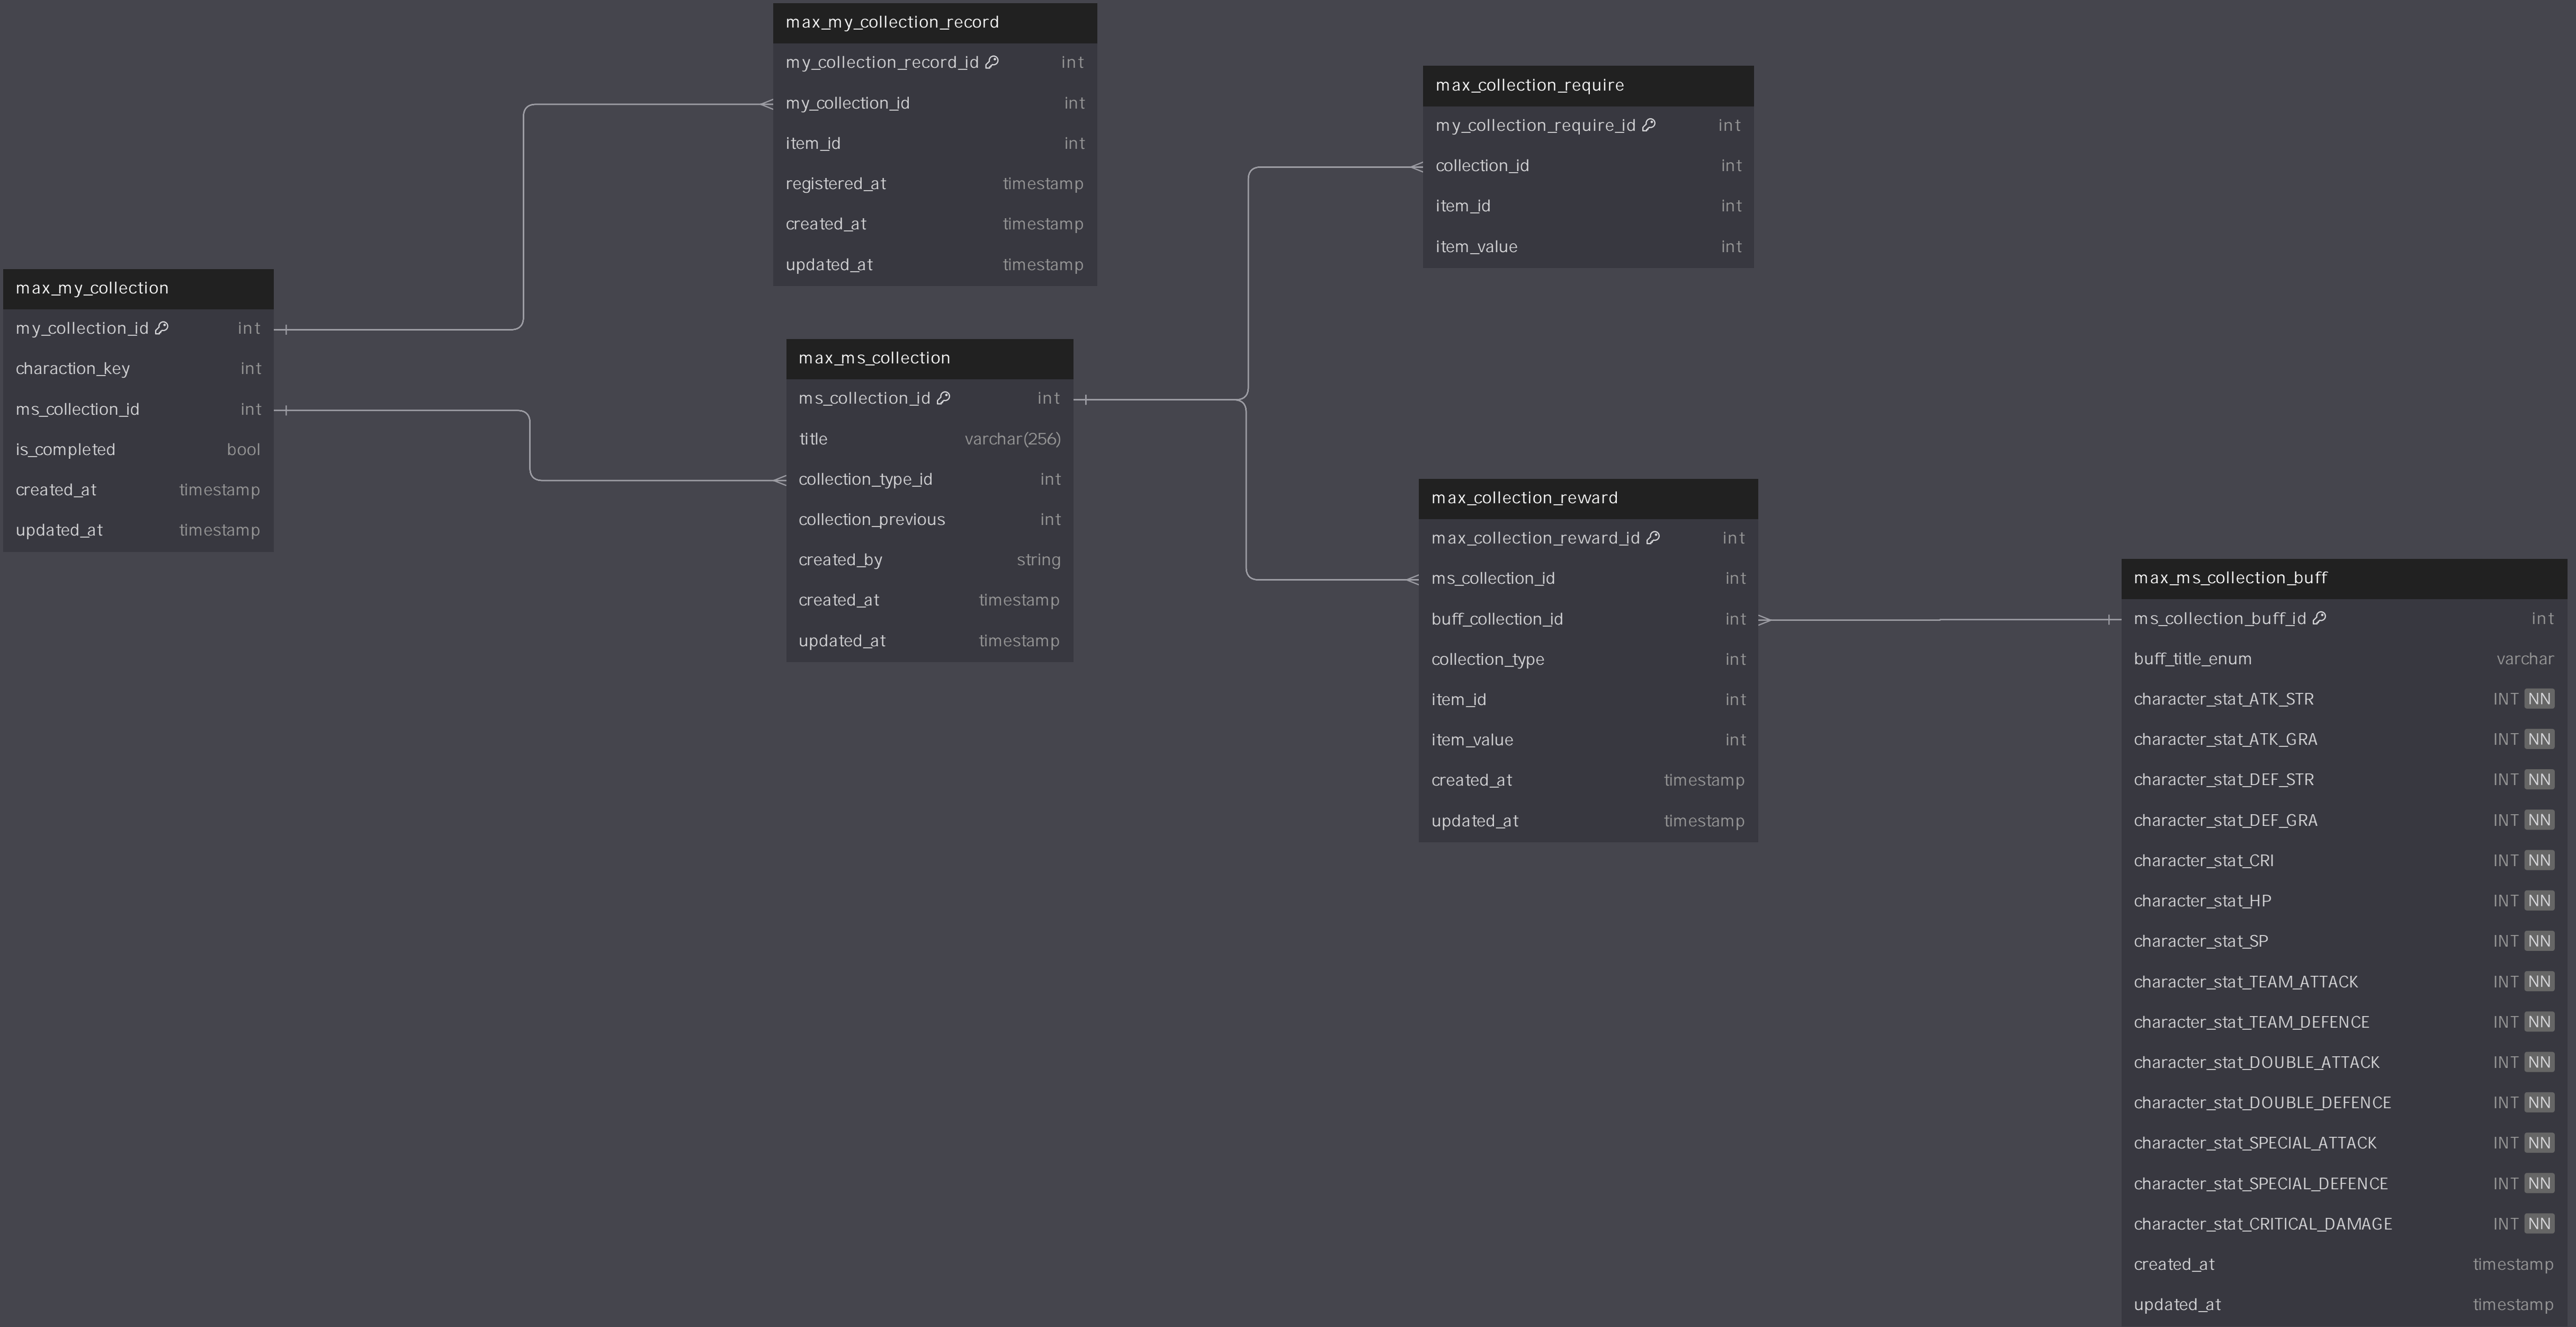 max_my_collection_record
my_collection_record_id int
my_collection_id int
item_id int
registered_at timestamp
created_at timestamp
updated_at timestamp
max_collection_require
my_collection_require_id int
collection_id int
item_id int
item_value int
max_my_collection
my_collection_id int
charaction_key int
ms_collection_id int
is_completed bool
created_at timestamp
updated_at timestamp
max_ms_collection
ms_collection_id int
title varchar(256)
collection_type_id int
collection_previous int
created_by string
created_at timestamp
updated_at timestamp
max_collection_reward
max_collection_reward_id int
ms_collection_id int
buff_collection_id int
collection_type int
item_id int
item_value int
created_at timestamp
updated_at timestamp
max_ms_collection_buff
ms_collection_buff_id int
buff_title_enum varchar
character_stat_ATK_STR INT NN
character_stat_ATK_GRA INT NN
character_stat_DEF_STR INT NN
character_stat_DEF_GRA INT NN
character_stat_CRI INT NN
character_stat_HP INT NN
character_stat_SP INT NN
character_stat_TEAM_ATTACK INT NN
character_stat_TEAM_DEFENCE INT NN
character_stat_DOUBLE_ATTACK INT NN
character_stat_DOUBLE_DEFENCE INT NN
character_stat_SPECIAL_ATTACK INT NN
character_stat_SPECIAL_DEFENCE INT NN
character_stat_CRITICAL_DAMAGE INT NN
created_at timestamp
updated_at timestamp